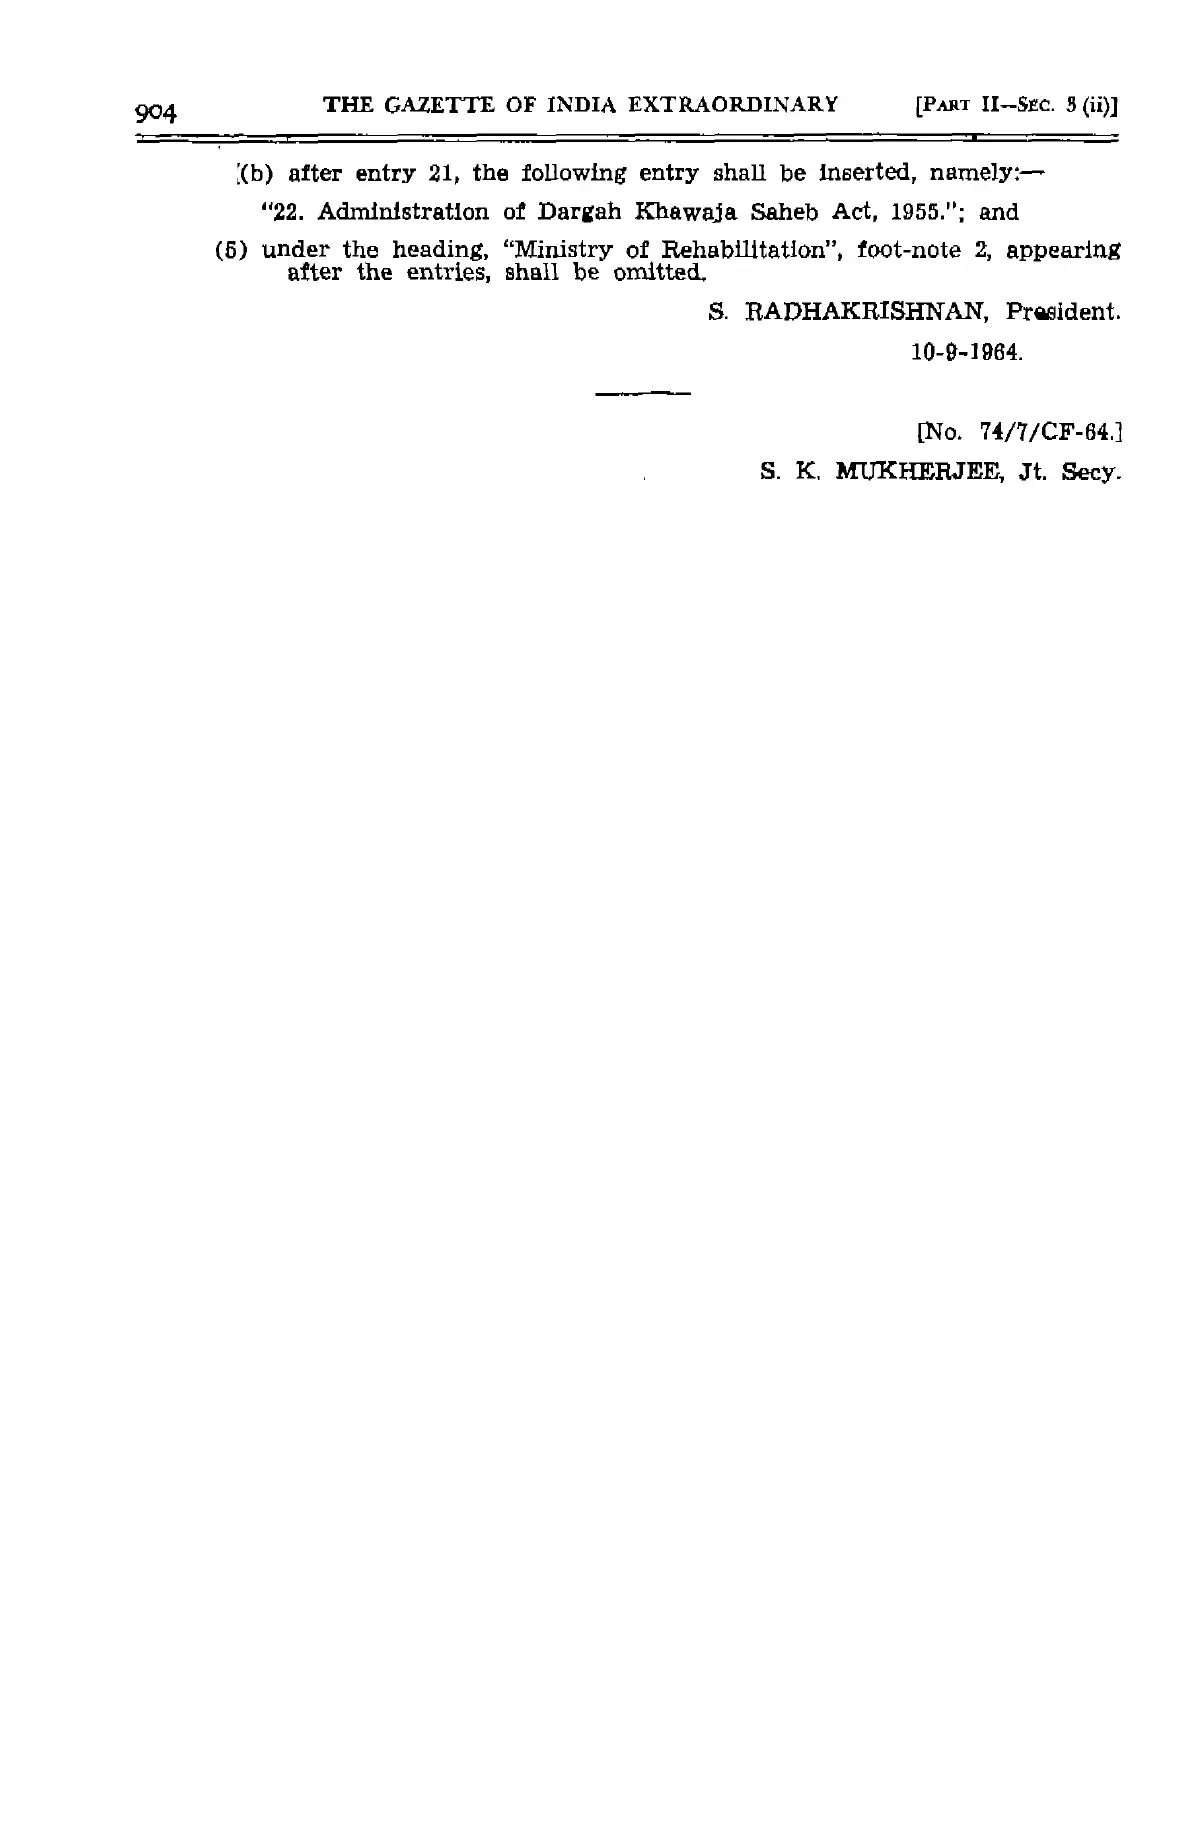 904 THE GAZETTE OF INDIA EXTRAORDINARY [PART II—SEC. 3 (ii)]
(b) after entry 21, the following entry shall be inserted, namely:—
"22. Administration of Dargah Khawaja Saheb Act, 1955."; and
(5) under the heading, "Ministry of Rehabilitation", foot-note 2, appearing
after the entries, shall be omitted.
S. RADHAKRISHNAN, President.
10-9-1964.
[No. 74/7/CF-64.]
S. K. MUKHERJEE, Jt. Secy.